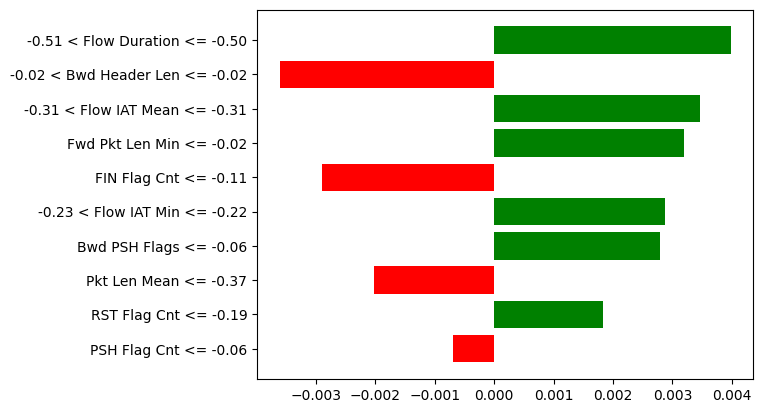 -0.51 < Flow Duration <= -0.50
-0.02 < Bwd Header Len <= -0.02
-0.31 < Flow IAT Mean <= -0.31
Fwd Pkt Len Min <= -0.02
FIN Flag Cnt <= -0.11
-0.23 < Flow IAT Min <= -0.22
Bwd PSH Flags <= -0.06
Pkt Len Mean <= -0.37
RST Flag Cnt <= -0.19
PSH Flag Cnt <= -0.06
−0.003 −0.002 −0.001 0.000 0.001 0.002 0.003 0.004